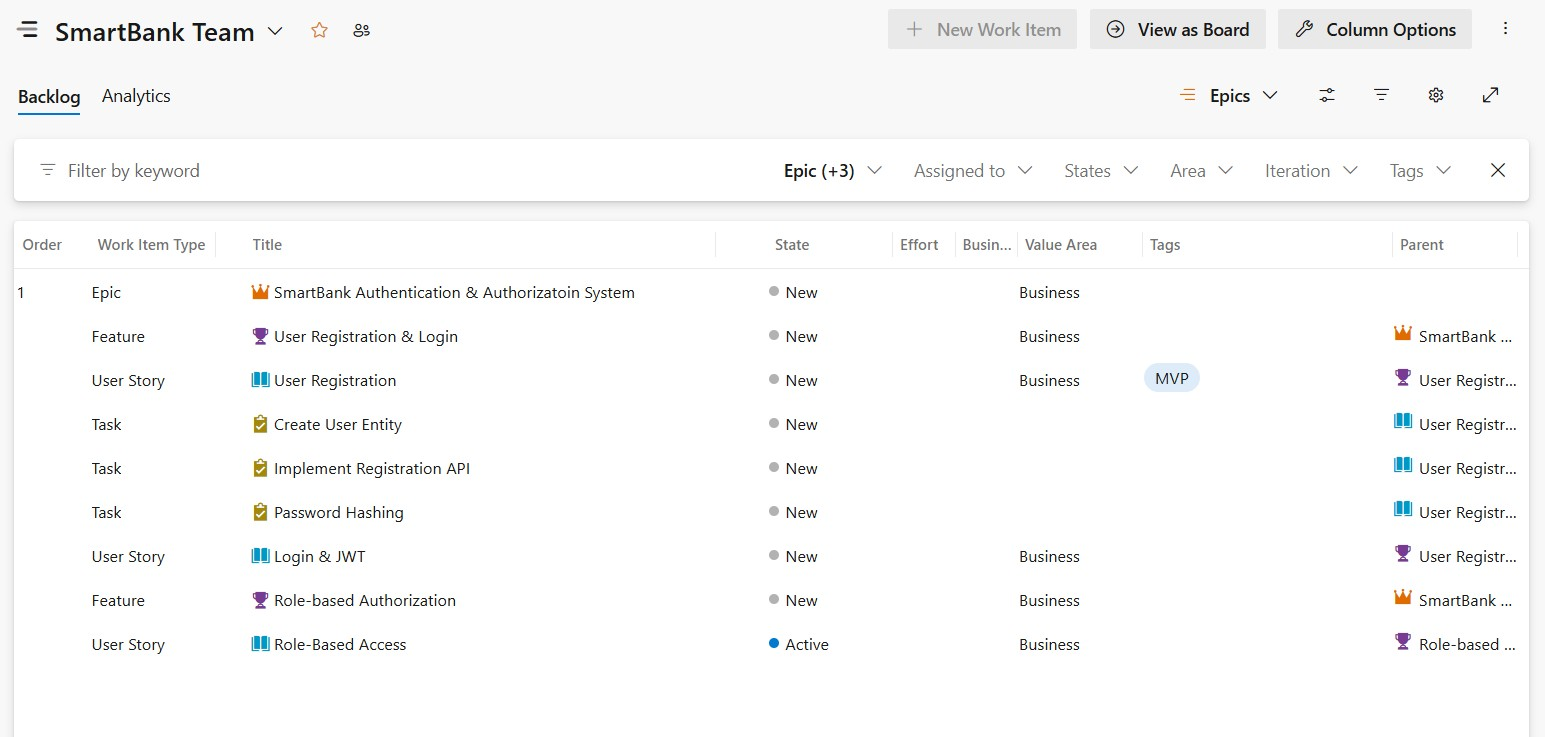 SmartBank Team
New Work Item View as Board Column Options
Backlog Analytics
Epics
Filter by keyword Epic (+3) Assigned to States Area Iteration Tags
Order Work Item Type Title State Effort Busin... Value Area Tags Parent
1 Epic SmartBank Authentication & Authorizatoin System New Business
Feature User Registration & Login New Business SmartBank ...
User Story User Registration New Business MVP User Registr...
Task Create User Entity New User Registr...
Task Implement Registration API New User Registr...
Task Password Hashing New User Registr...
User Story Login & JWT New Business User Registr...
Feature Role-based Authorization New Business SmartBank ...
User Story Role-Based Access Active Business Role-based ...